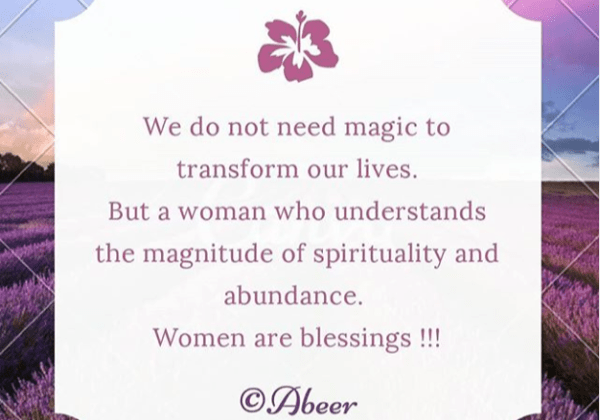 We do not need magic to
transform our lives.
But a woman who understands
the magnitude of spirituality and
abundance.
Women are blessings !!!
©Abeer